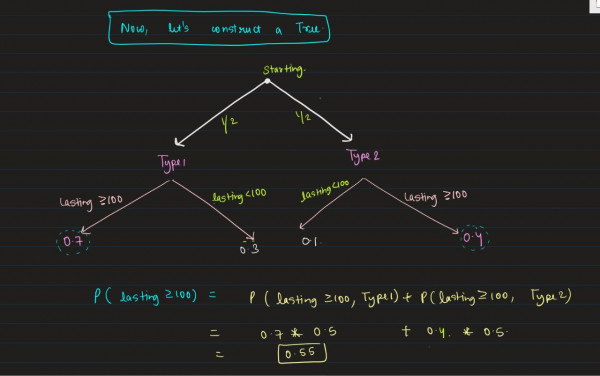 Now, let's construct a Tree.
Starting.
1/2 1/2
Type1 Type 2
lasting ≥100 lasting<100 lasting<100 lasting ≥100
0.7 0.3 0.1. 0.4
P( lasting ≥100) = P ( lasting ≥100, Type1) + P( lasting ≥100, Type2)
= 0.7 * 0.5 + 0.4. * 0.5.
= 0.55